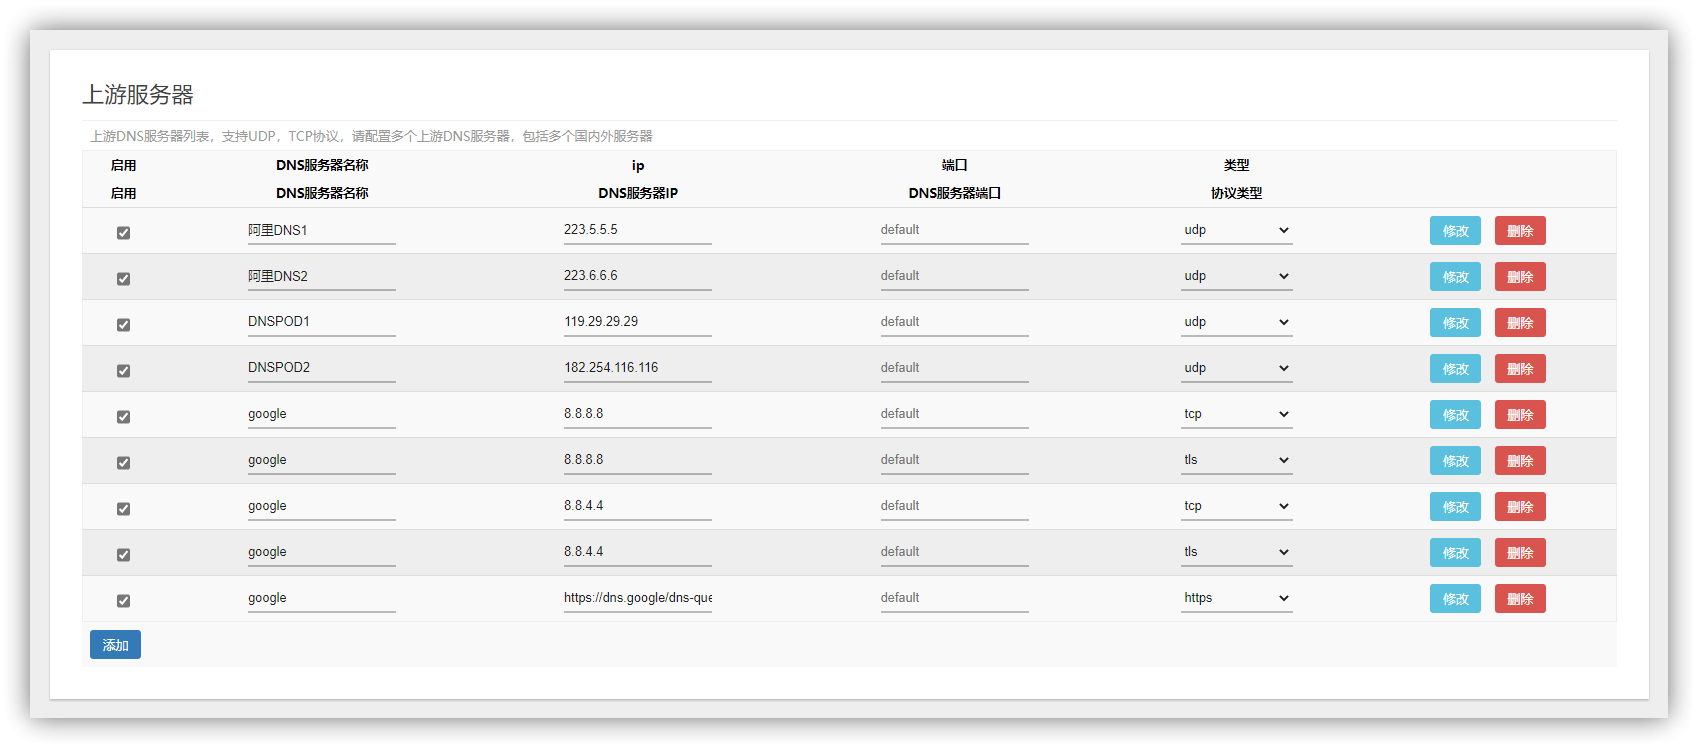 上游服务器
上游DNS服务器列表，支持UDP，TCP协议，请配置多个上游DNS服务器，包括多个国内外服务器
启用 DNS服务器名称 ip 端口 类型
启用 DNS服务器名称 DNS服务器IP DNS服务器端口 协议类型
阿里DNS1 223.5.5.5 default udp 修改 删除
阿里DNS2 223.6.6.6 default udp 修改 删除
DNSPOD1 119.29.29.29 default udp 修改 删除
DNSPOD2 182.254.116.116 default udp 修改 删除
google 8.8.8.8 default tcp 修改 删除
google 8.8.8.8 default tls 修改 删除
google 8.8.4.4 default tcp 修改 删除
google 8.8.4.4 default tls 修改 删除
google https://dns.google/dns-que default https 修改 删除
添加